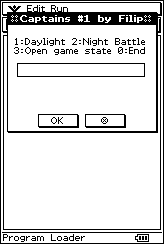 Edit Run
Captains #1 by Filip
1:Daylight 2:Night Battle
3:Open game state 0:End
OK
Program Loader